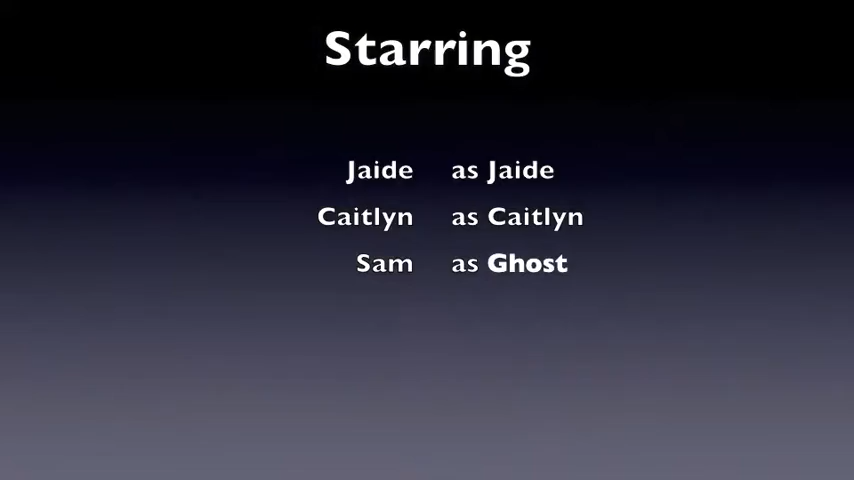 Starring
Jaide as Jaide
Caitlyn as Caitlyn
Sam as Ghost